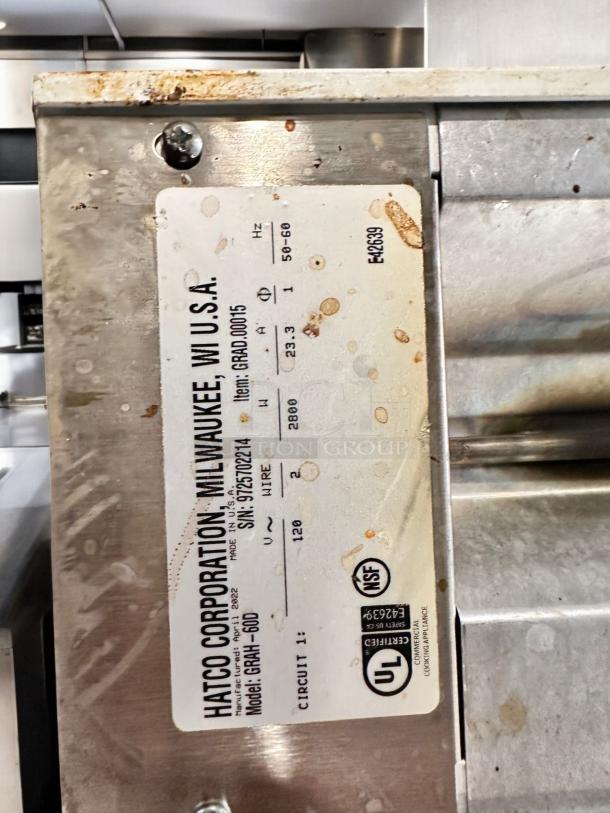 HATCO CORPORATION, MILWAUKEE, WI U.S.A.
Manufactured: April 2022 MADE IN U.S.A.
Model: GRAH-60D S/N: 9725702214 Item: GRAD.00015
V ~ WIRE W A Φ Hz
CIRCUIT 1: 120 2 2800 23.3 1 50-60
UL
CERTIFIED
SAFETY US-CA
E42639
NSF
COMMERCIAL
COOKING APPLIANCE
E42639
AUCTION GROUP